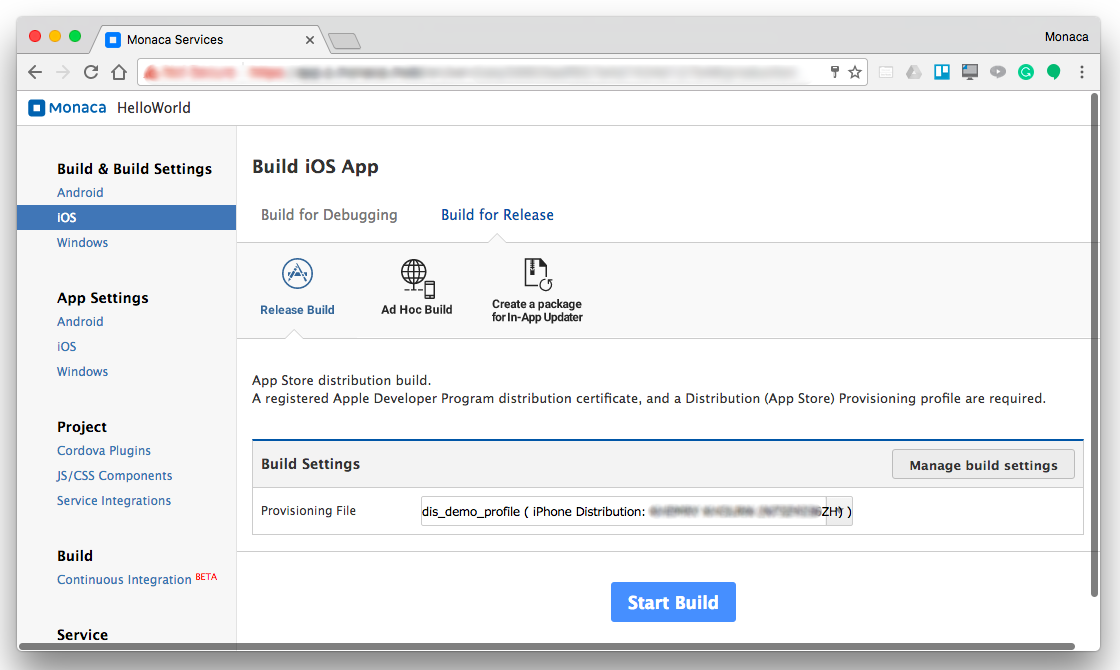 Monaca Services
Monaca
Monaca HelloWorld
Build & Build Settings
Android
iOS
Windows
App Settings
Android
iOS
Windows
Project
Cordova Plugins
JS/CSS Components
Service Integrations
Build
Continuous Integration BETA
Service
Build iOS App
Build for Debugging
Build for Release
Release Build
Ad Hoc Build
Create a package
for In-App Updater
App Store distribution build.
A registered Apple Developer Program distribution certificate, and a Distribution (App Store) Provisioning profile are required.
Build Settings
Manage build settings
Provisioning File
dis_demo_profile ( iPhone Distribution:
Start Build